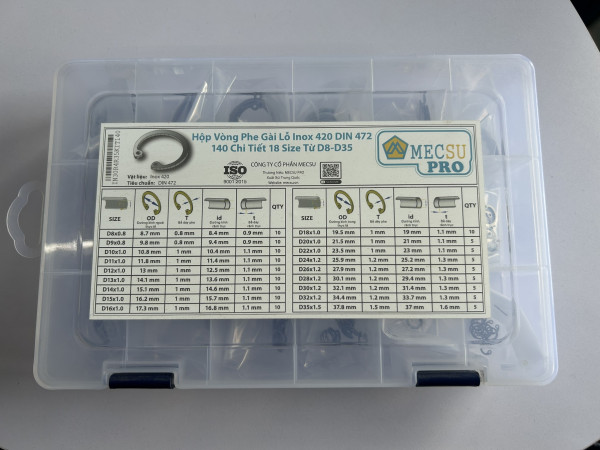 Hộp Vòng Phe Gài Lỗ Inox 420 DIN 472
140 Chi Tiết 18 Size Từ D8-D35
MECSU
PRO
Vật liệu: Inox 420
Tiêu chuẩn: DIN 472
ISO
9001:2015
CÔNG TY CỔ PHẦN MECSU
Thương hiệu: MECSU PRO
Xuất Xứ: Trung Quốc
Website: mecsu.vn
SIZE OD T id t QTY SIZE OD T id t QTY
D8x0.8 8.7 mm 0.8 mm 8.4 mm 0.9 mm 10 D18x1.0 19.5 mm 1 mm 19 mm 1.1 mm 10
D9x0.8 9.8 mm 0.8 mm 9.4 mm 0.9 mm 10 D20x1.0 21.5 mm 1 mm 21 mm 1.1 mm 5
D10x1.0 10.8 mm 1 mm 10.4 mm 1.1 mm 10 D22x1.0 23.5 mm 1 mm 23 mm 1.1 mm 5
D11x1.0 11.8 mm 1 mm 11.4 mm 1.1 mm 10 D24x1.2 25.9 mm 1.2 mm 25.2 mm 1.3 mm 5
D12x1.0 13 mm 1 mm 12.5 mm 1.1 mm 10 D26x1.2 27.9 mm 1.2 mm 27.2 mm 1.3 mm 5
D13x1.0 14.1 mm 1 mm 13.6 mm 1.1 mm 10 D28x1.2 30.1 mm 1.2 mm 29.4 mm 1.3 mm 5
D14x1.0 15.1 mm 1 mm 14.6 mm 1.1 mm 10 D30x1.2 32.1 mm 1.2 mm 31.4 mm 1.3 mm 5
D15x1.0 16.2 mm 1 mm 15.7 mm 1.1 mm 10 D32x1.2 34.4 mm 1.2 mm 33.7 mm 1.3 mm 5
D16x1.0 17.3 mm 1 mm 16.8 mm 1.1 mm 10 D35x1.5 37.8 mm 1.5 mm 37 mm 1.6 mm 5